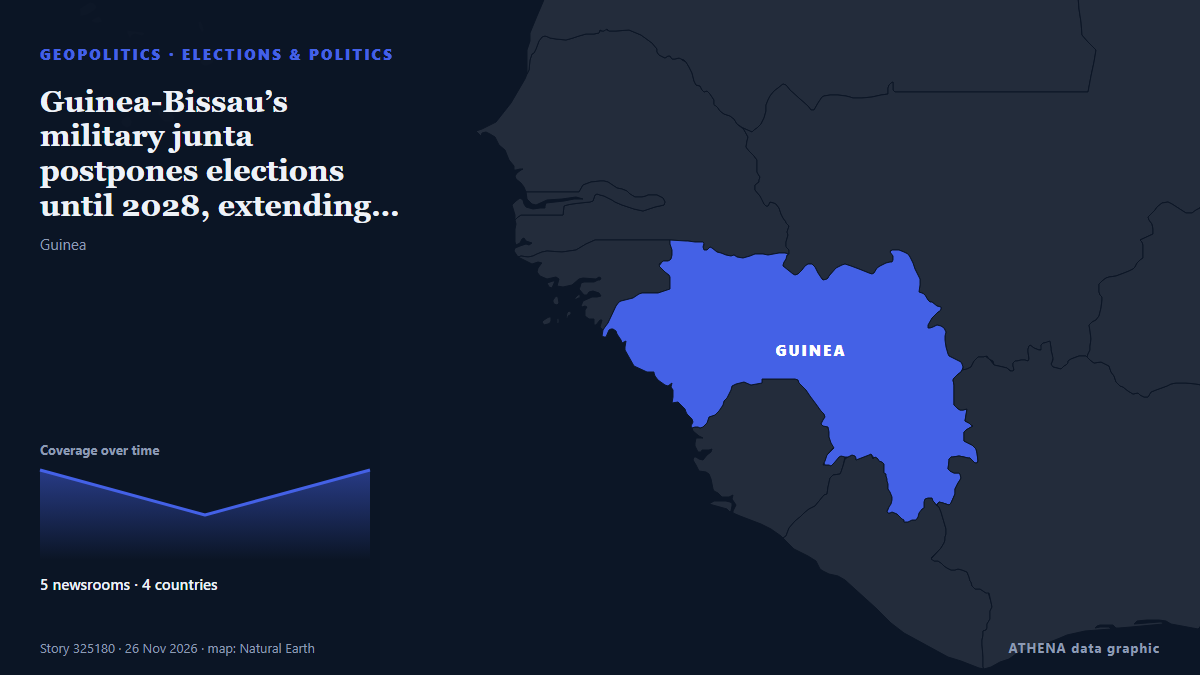 GEOPOLITICS · ELECTIONS & POLITICS
Guinea-Bissau’s
military junta
postpones elections
until 2028, extending…
Guinea
GUINEA
Coverage over time
5 newsrooms · 4 countries
Story 325180 · 26 Nov 2026 · map: Natural Earth
ATHENA data graphic